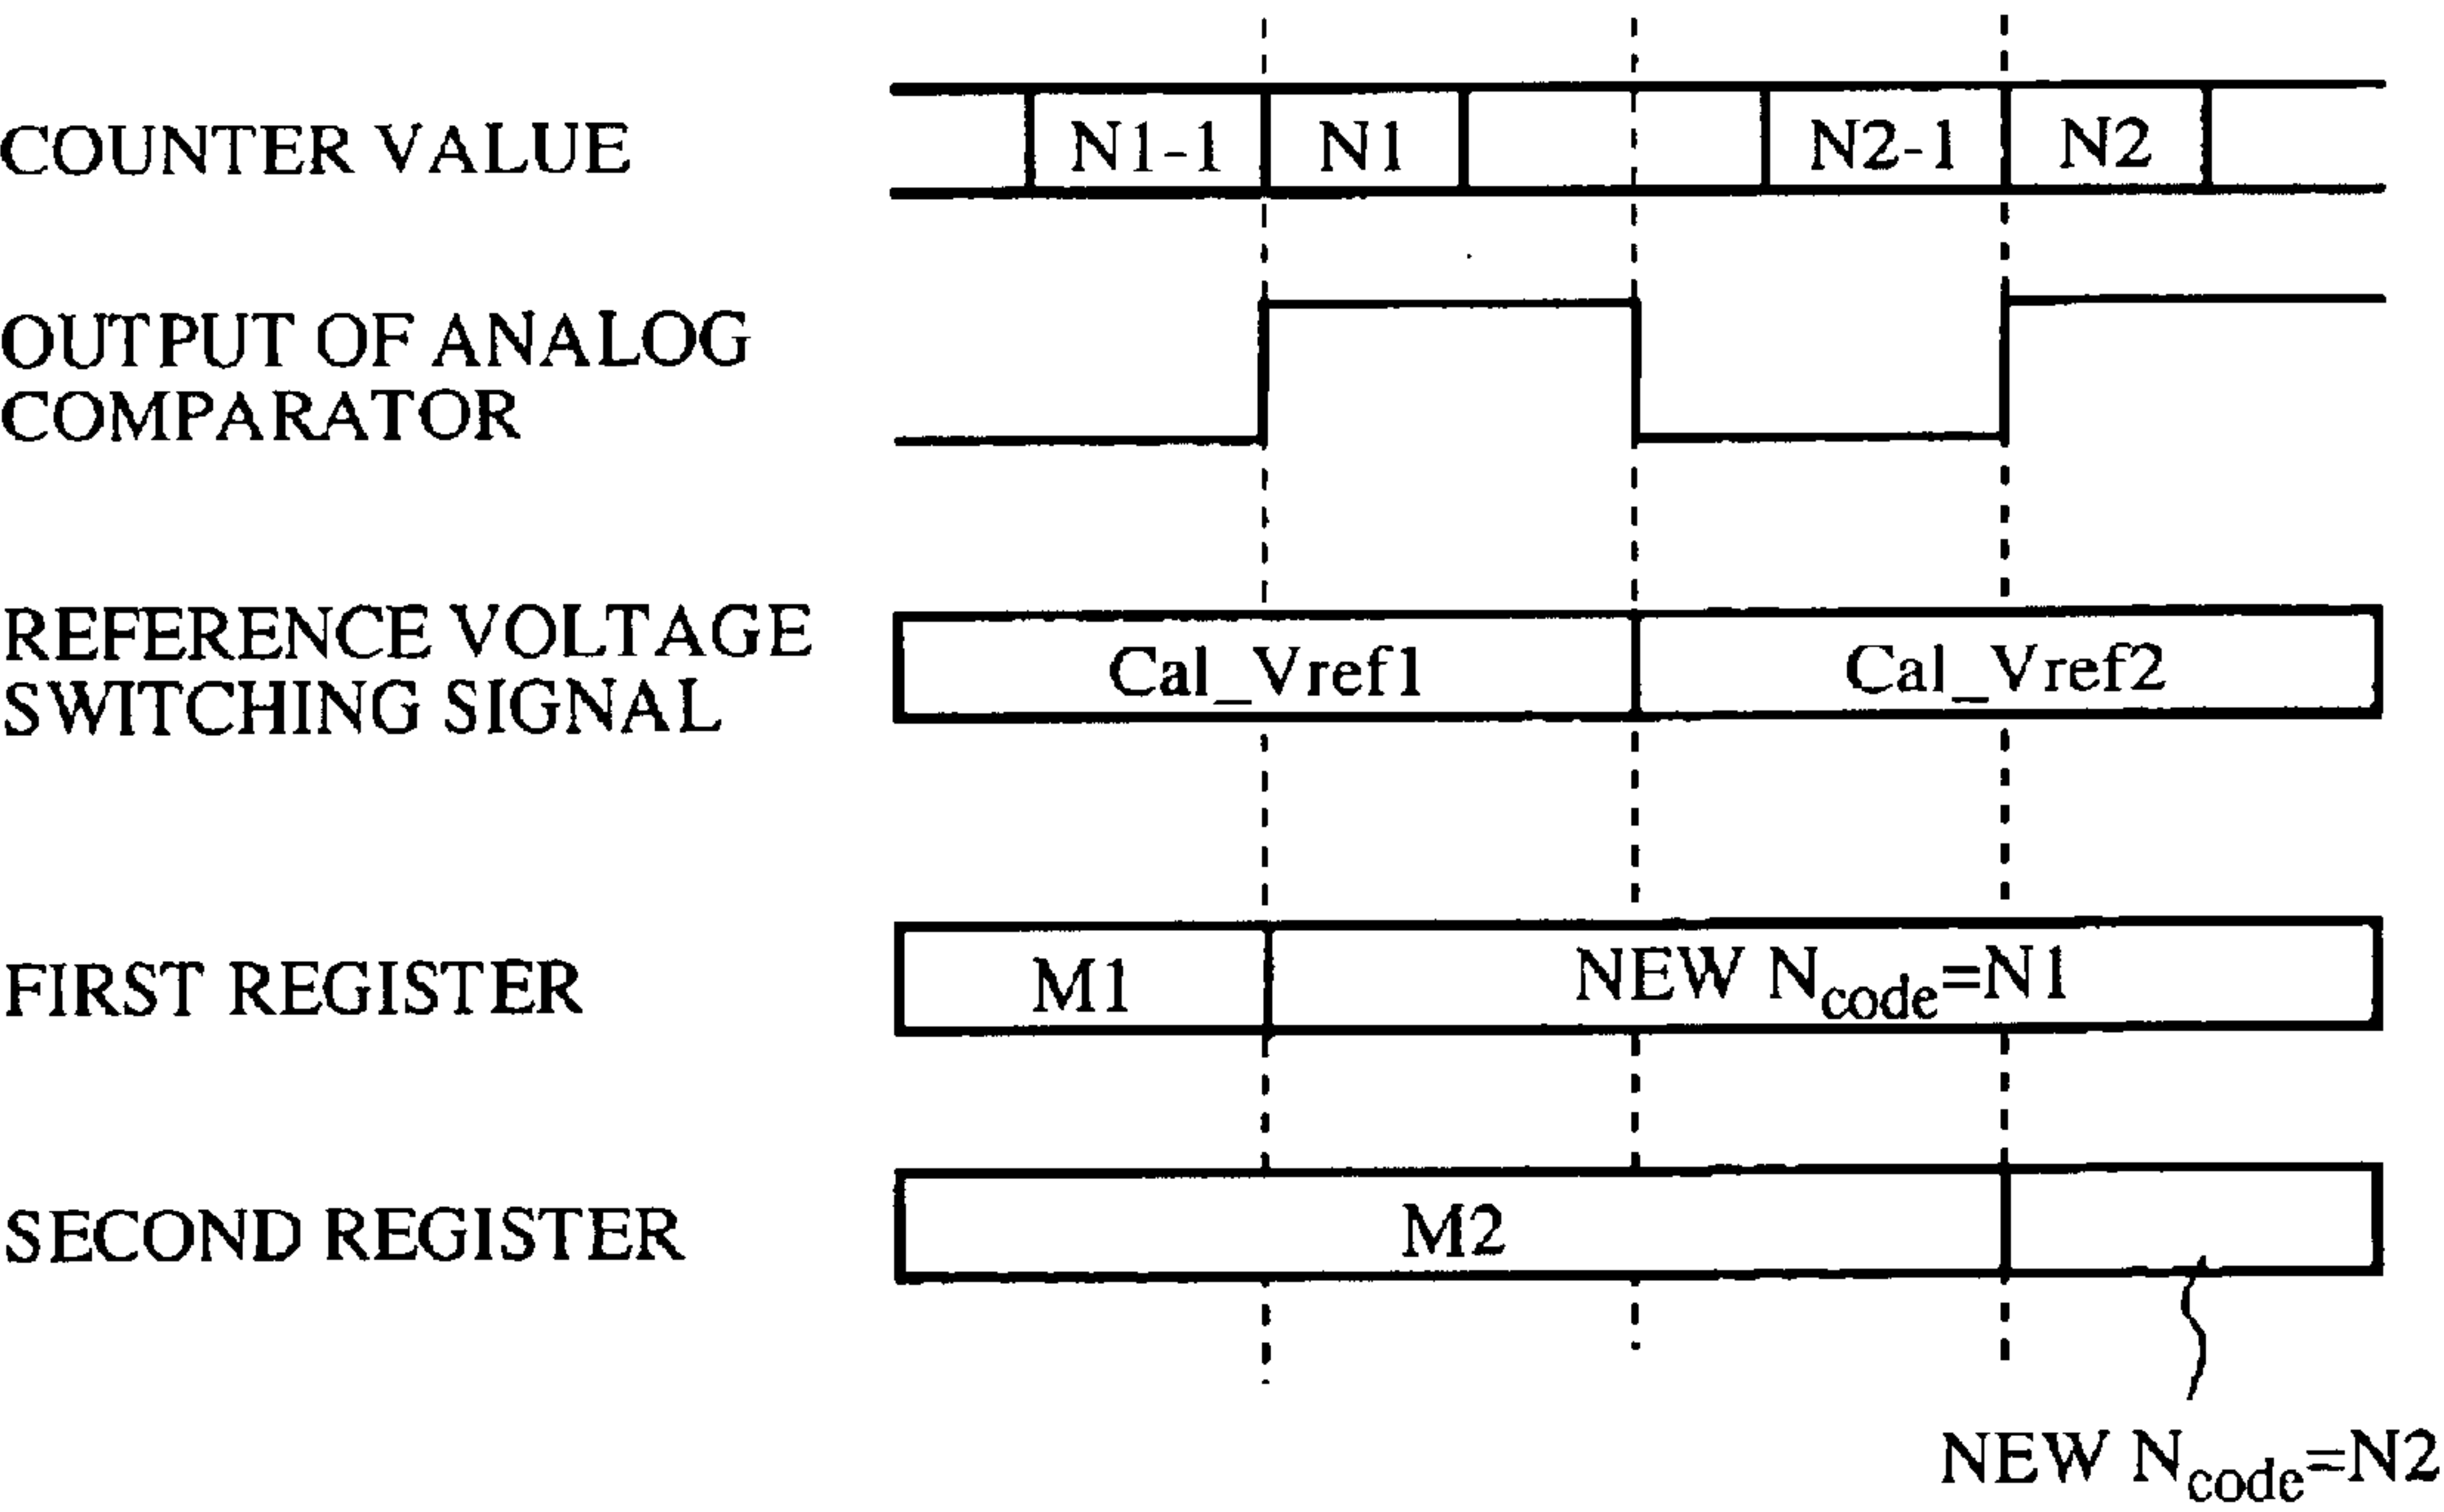 COUNTER VALUE
N1-1
N1
N2-1
N2
OUTPUT OF ANALOG
COMPARATOR
REFERENCE VOLTAGE
SWITCHING SIGNAL
Cal_Vref1
Cal_Vref2
FIRST REGISTER
M1
NEW Ncode=N1
SECOND REGISTER
M2
NEW Ncode=N2